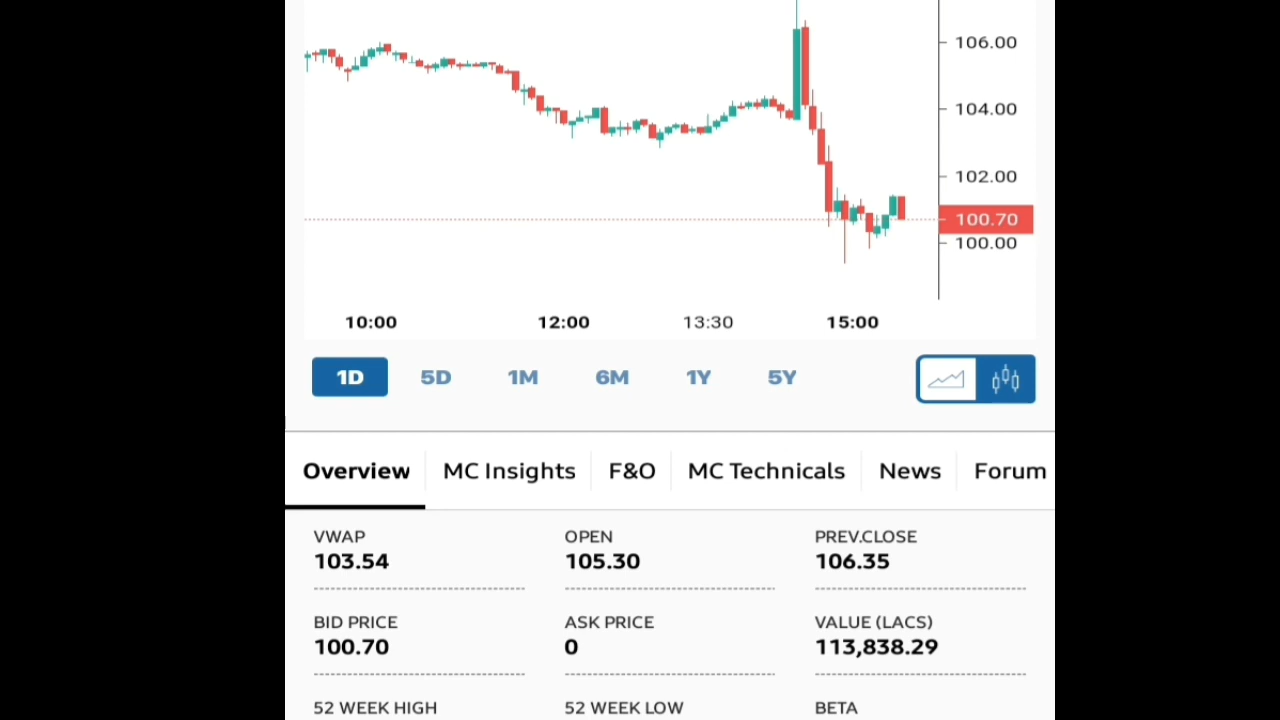 106.00
104.00
102.00
100.70
100.00
10:00 12:00 13:30 15:00
1D 5D 1M 6M 1Y 5Y
Overview MC Insights F&O MC Technicals News Forum
VWAP OPEN PREV.CLOSE
103.54 105.30 106.35
BID PRICE ASK PRICE VALUE (LACS)
100.70 0 113,838.29
52 WEEK HIGH 52 WEEK LOW BETA